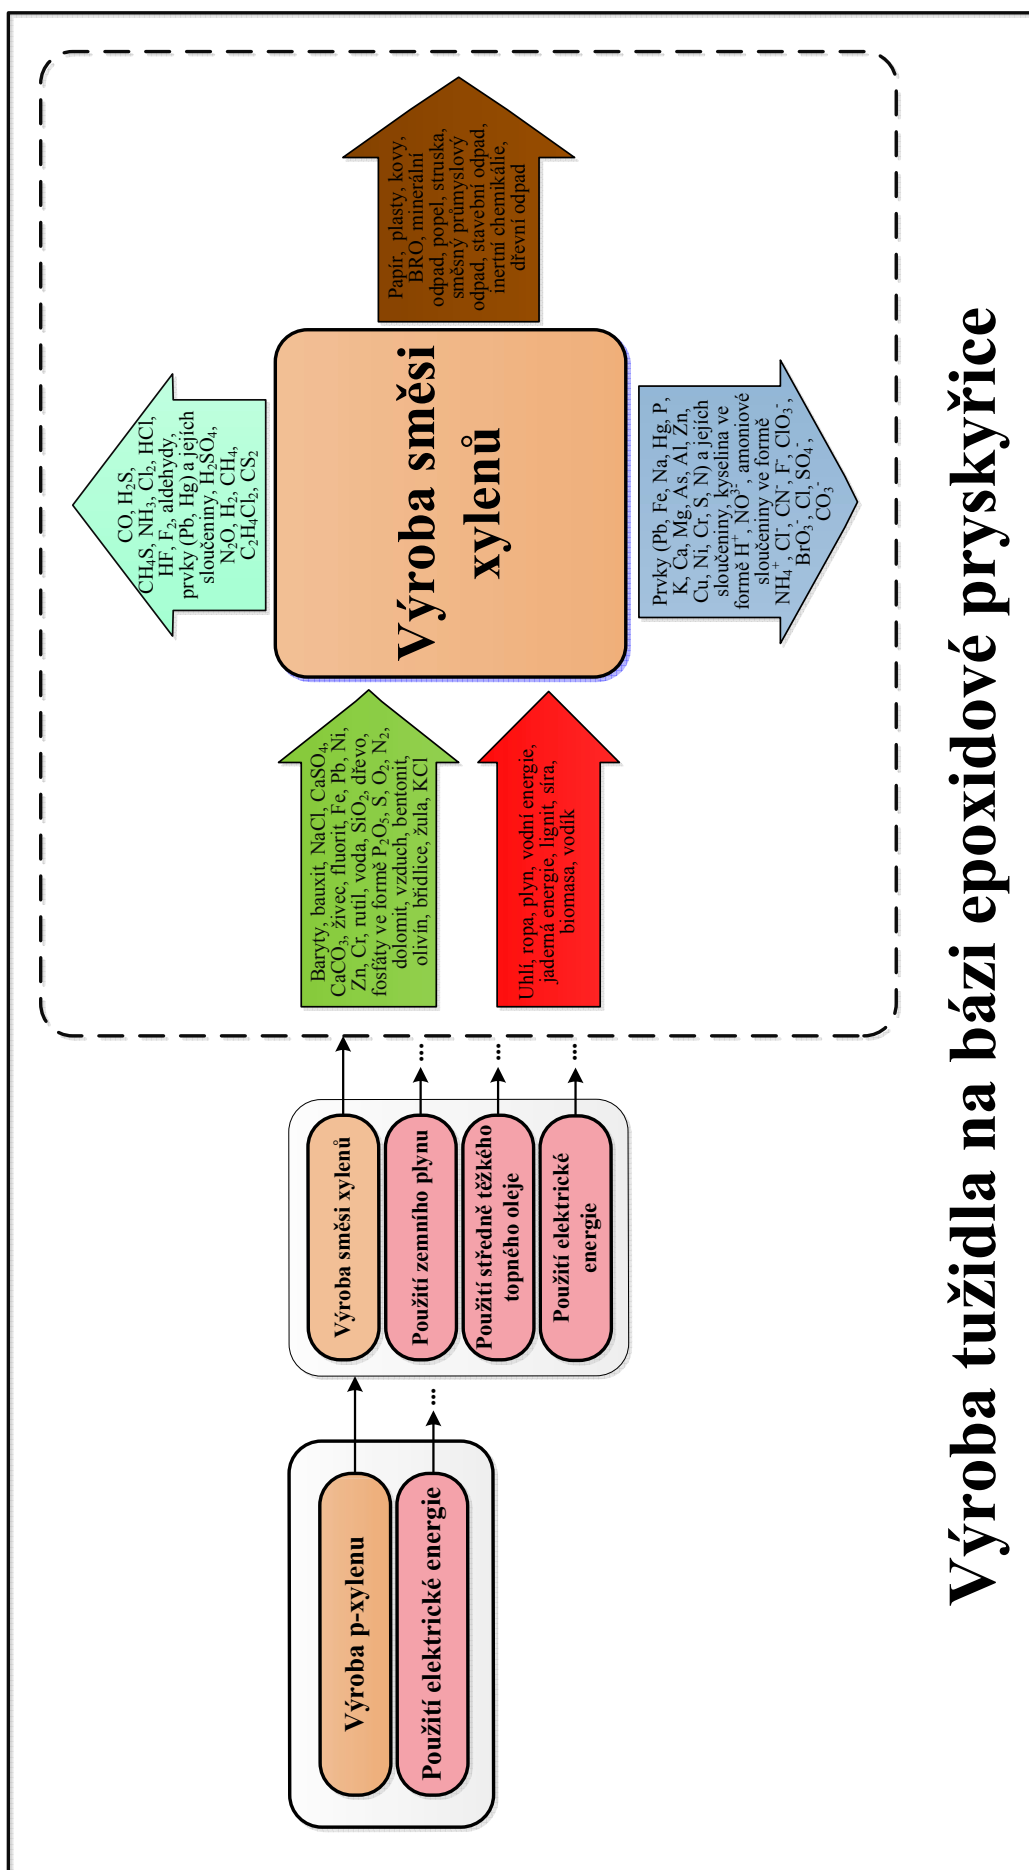 Výroba p-xylenu
Použití elektrické energie
...
Výroba směsi xylenů
Použití zemního plynu
...
Použití středně těžkého
topného oleje
...
Použití elektrické
energie
...
Baryty, bauxit, NaCl, CaSO₄,
CaCO₃, živec, fluorit, Fe, Pb, Ni,
Zn, Cr, rutil, voda, SiO₂, dřevo,
fosfáty ve formě P₂O₅, S, O₂, N₂,
dolomit, vzduch, bentonit,
olivín, břidlice, žula, KCl
Uhlí, ropa, plyn, vodní energie,
jaderná energie, lignit, síra,
biomasa, vodík
CO, H₂S,
CH₄S, NH₃, Cl₂, HCl,
HF, F₂, aldehydy,
prvky (Pb, Hg) a jejich
sloučeniny, H₂SO₄,
N₂O, H₂, CH₄,
C₂H₄Cl₂, CS₂
Výroba směsi
xylenů
Prvky (Pb, Fe, Na, Hg, P,
K, Ca, Mg, As, Al, Zn,
Cu, Ni, Cr, S, N) a jejich
sloučeniny, kyselina ve
formě H⁺, NO³⁻, amoniové
sloučeniny ve formě
NH₄⁺, Cl⁻, CN⁻, F⁻, ClO₃⁻,
BrO₃⁻, Cl, SO₄⁻,
CO₃⁻
Papír, plasty, kovy,
BRO, minerální
odpad, popel, struska,
směsný průmyslový
odpad, stavební odpad,
inertní chemikálie,
dřevní odpad
Výroba tužidla na bázi epoxidové pryskyřice